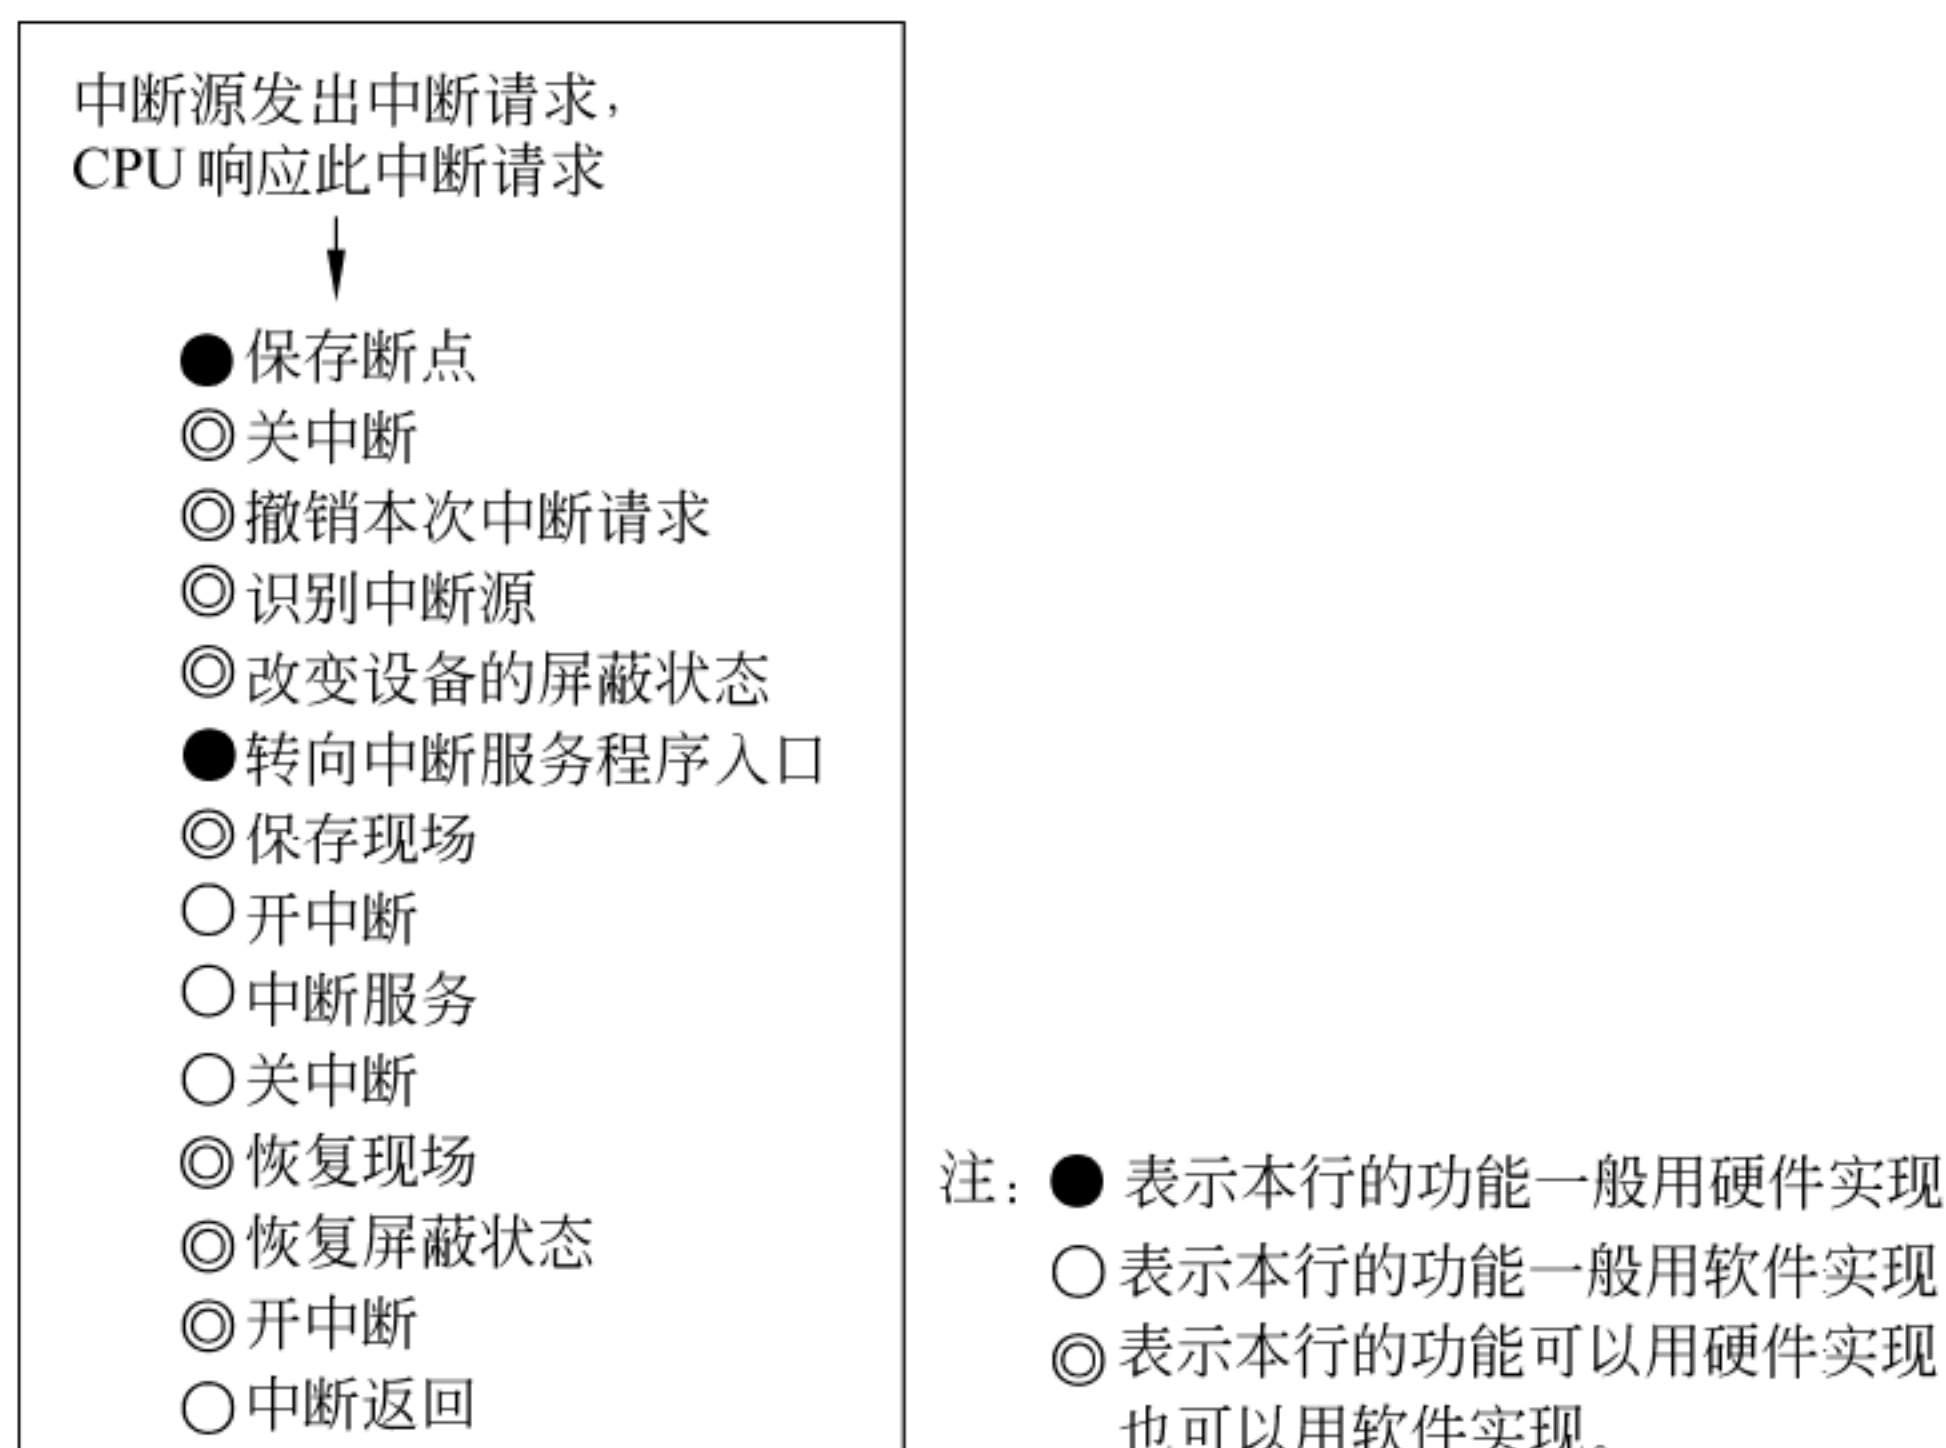 中断源发出中断请求，
CPU响应此中断请求
●保存断点
◎关中断
◎撤销本次中断请求
◎识别中断源
◎改变设备的屏蔽状态
●转向中断服务程序入口
◎保存现场
○开中断
○中断服务
○关中断
◎恢复现场
◎恢复屏蔽状态
◎开中断
○中断返回
注：●表示本行的功能一般用硬件实现
○表示本行的功能一般用软件实现
◎表示本行的功能可以用硬件实现
也可以用软件实现。